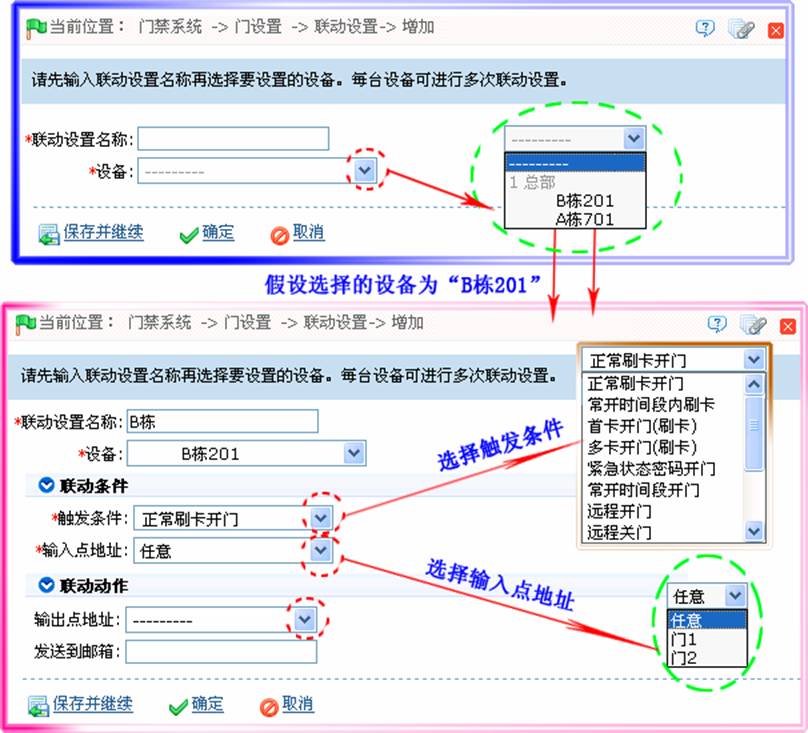 当前位置： 门禁系统 -> 门设置 -> 联动设置-> 增加
请先输入联动设置名称再选择要设置的设备。每台设备可进行多次联动设置。
*联动设置名称:
*设备: ---------
---------
---------
1 总部
B栋201
A栋701
保存并继续 确定 取消
假设选择的设备为“B栋201”
当前位置： 门禁系统 -> 门设置 -> 联动设置-> 增加
请先输入联动设置名称再选择要设置的设备。每台设备可进行多次联动设置。
*联动设置名称: B栋
*设备: B栋201
联动条件
*触发条件: 正常刷卡开门
*输入点地址: 任意
选择触发条件
正常刷卡开门
正常刷卡开门
常开时间段内刷卡
首卡开门(刷卡)
多卡开门(刷卡)
紧急状态密码开门
常开时间段开门
远程开门
远程关门
选择输入点地址
任意
任意
门1
门2
联动动作
输出点地址: ---------
发送到邮箱:
保存并继续 确定 取消